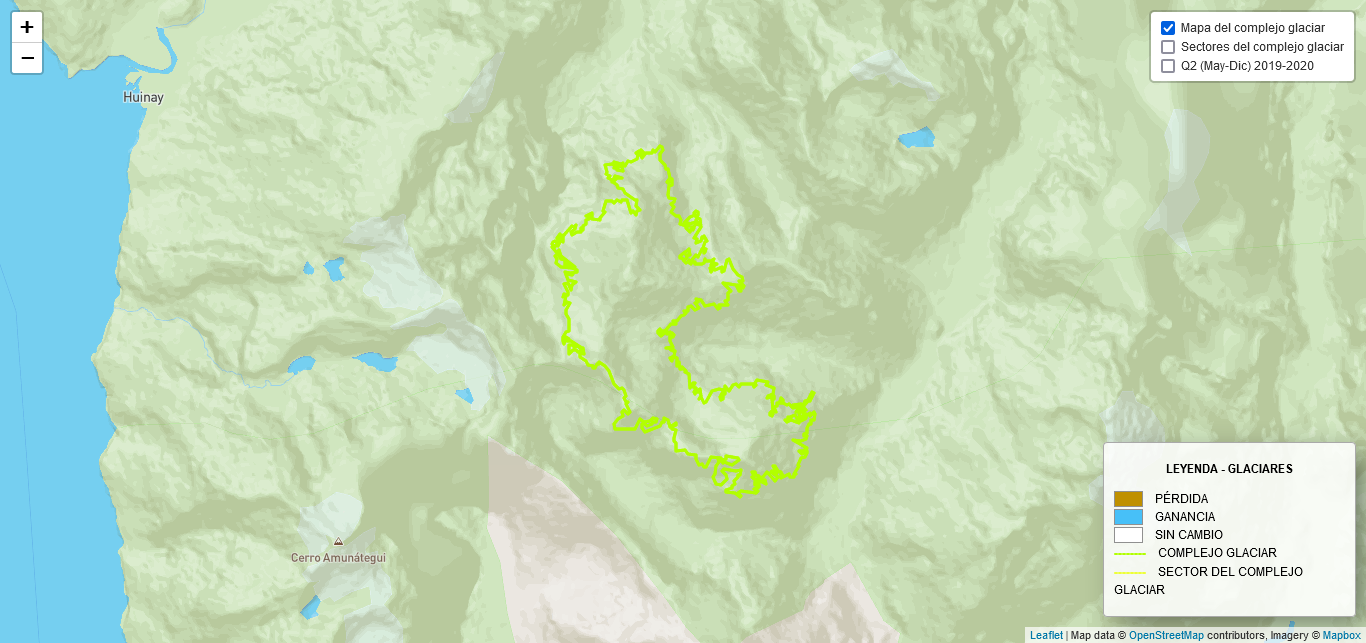 +
−
Mapa del complejo glaciar
Sectores del complejo glaciar
Q2 (May-Dic) 2019-2020
Huinay
Cerro Amunátegui
LEYENDA - GLACIARES
PÉRDIDA
GANANCIA
SIN CAMBIO
COMPLEJO GLACIAR
SECTOR DEL COMPLEJO
GLACIAR
Leaflet | Map data © OpenStreetMap contributors, Imagery © Mapbox